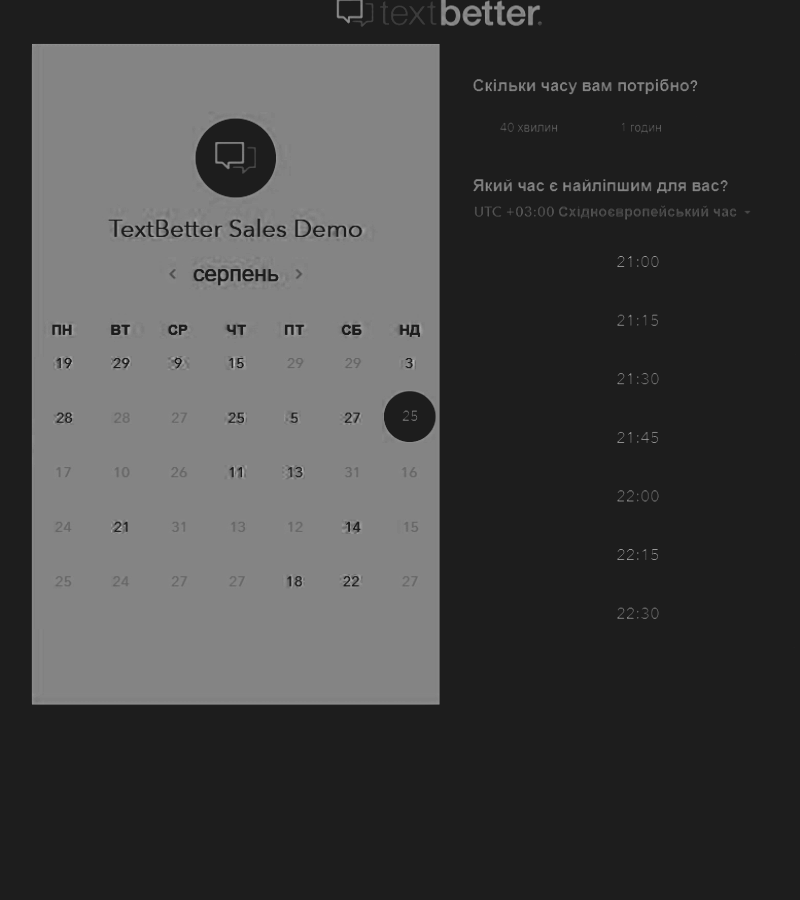 textbetter.
TextBetter Sales Demo
серпень
ПН ВТ СР ЧТ ПТ СБ НД
19 29 9 15 29 29 3
28 28 27 25 5 27 25
17 10 26 11 13 31 16
24 21 31 13 12 14 15
25 24 27 27 18 22 27
Скільки часу вам потрібно?
40 хвилин 1 годин
Який час є найліпшим для вас?
UTC +03:00 Східноєвропейський час
21:00
21:15
21:30
21:45
22:00
22:15
22:30